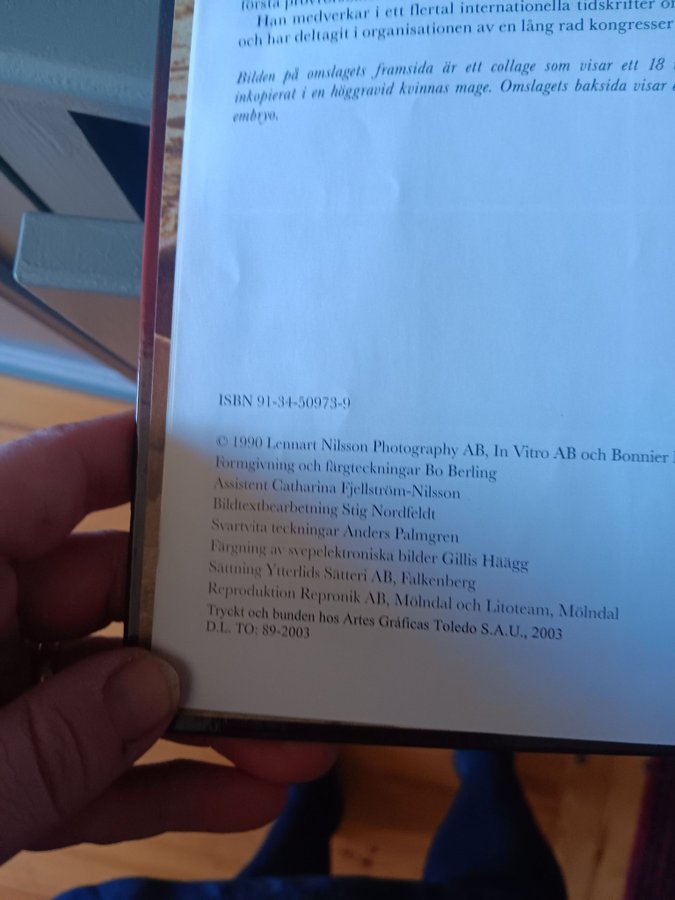 första
Han medverkar i ett flertal internationella tidskrifter
och har deltagit i organisationen av en lång rad kongresser
Bilden på omslagets framsida är ett collage som visar ett 18
inkopierat i en höggravid kvinnas mage. Omslagets baksida visar
embryo.
ISBN 91-34-50973-9
© 1990 Lennart Nilsson Photography AB, In Vitro AB och Bonnier
Formgivning och färgteckningar Bo Berling
Assistent Catharina Fjellström-Nilsson
Bildtextbearbetning Stig Nordfeldt
Svartvita teckningar Anders Palmgren
Färgning av svepelektroniska bilder Gillis Häägg
Sättning Ytterlids Sätteri AB, Falkenberg
Reproduktion Repronik AB, Mölndal och Litoteam, Mölndal
Tryckt och bunden hos Artes Gráficas Toledo S.A.U., 2003
D.L. TO: 89-2003